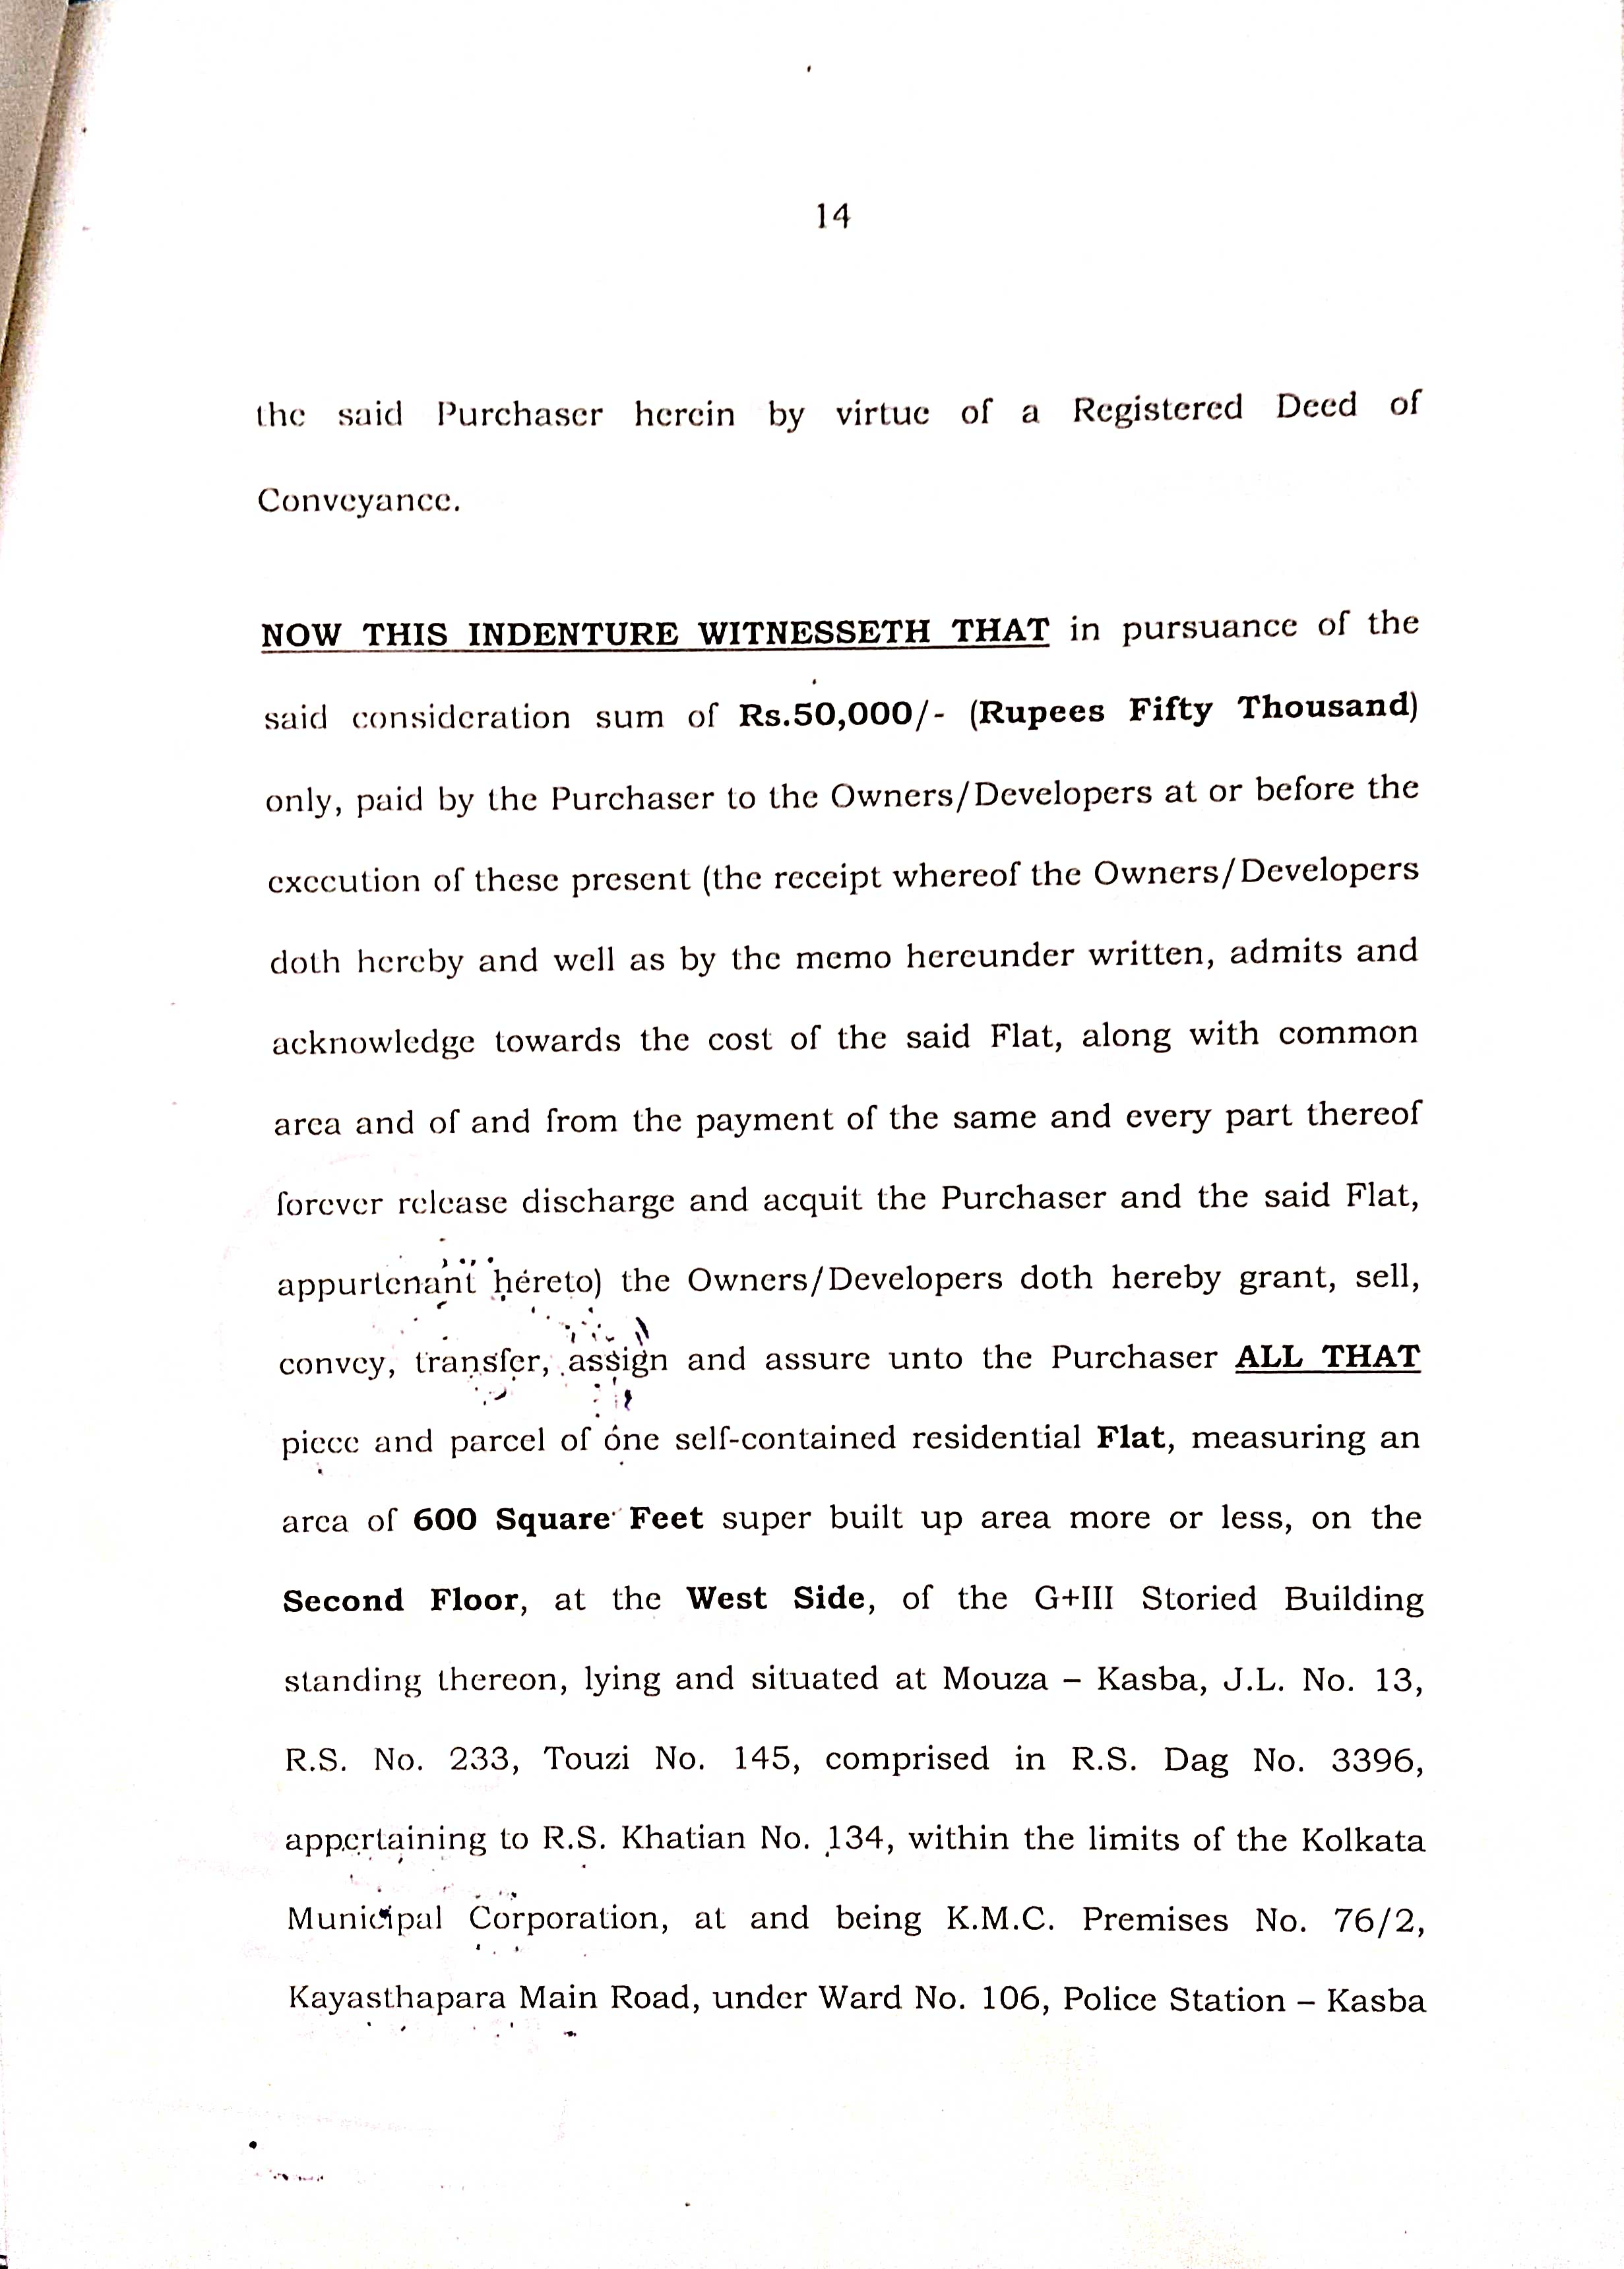 14
the said Purchaser herein by virtue of a Registered Deed of
Conveyance.
NOW THIS INDENTURE WITNESSETH THAT in pursuance of the
said consideration sum of Rs.50,000/- (Rupees Fifty Thousand)
only, paid by the Purchaser to the Owners/Developers at or before the
execution of these present (the receipt whereof the Owners/Developers
doth hereby and well as by the memo hereunder written, admits and
acknowledge towards the cost of the said Flat, along with common
area and of and from the payment of the same and every part thereof
forever release discharge and acquit the Purchaser and the said Flat,
appurtenant hereto) the Owners/Developers doth hereby grant, sell,
convey, transfer, assign and assure unto the Purchaser ALL THAT
piece and parcel of one self-contained residential Flat, measuring an
area of 600 Square Feet super built up area more or less, on the
Second Floor, at the West Side, of the G+III Storied Building
standing thereon, lying and situated at Mouza – Kasba, J.L. No. 13,
R.S. No. 233, Touzi No. 145, comprised in R.S. Dag No. 3396,
appertaining to R.S. Khatian No. 134, within the limits of the Kolkata
Municipal Corporation, at and being K.M.C. Premises No. 76/2,
Kayasthapara Main Road, under Ward No. 106, Police Station – Kasba